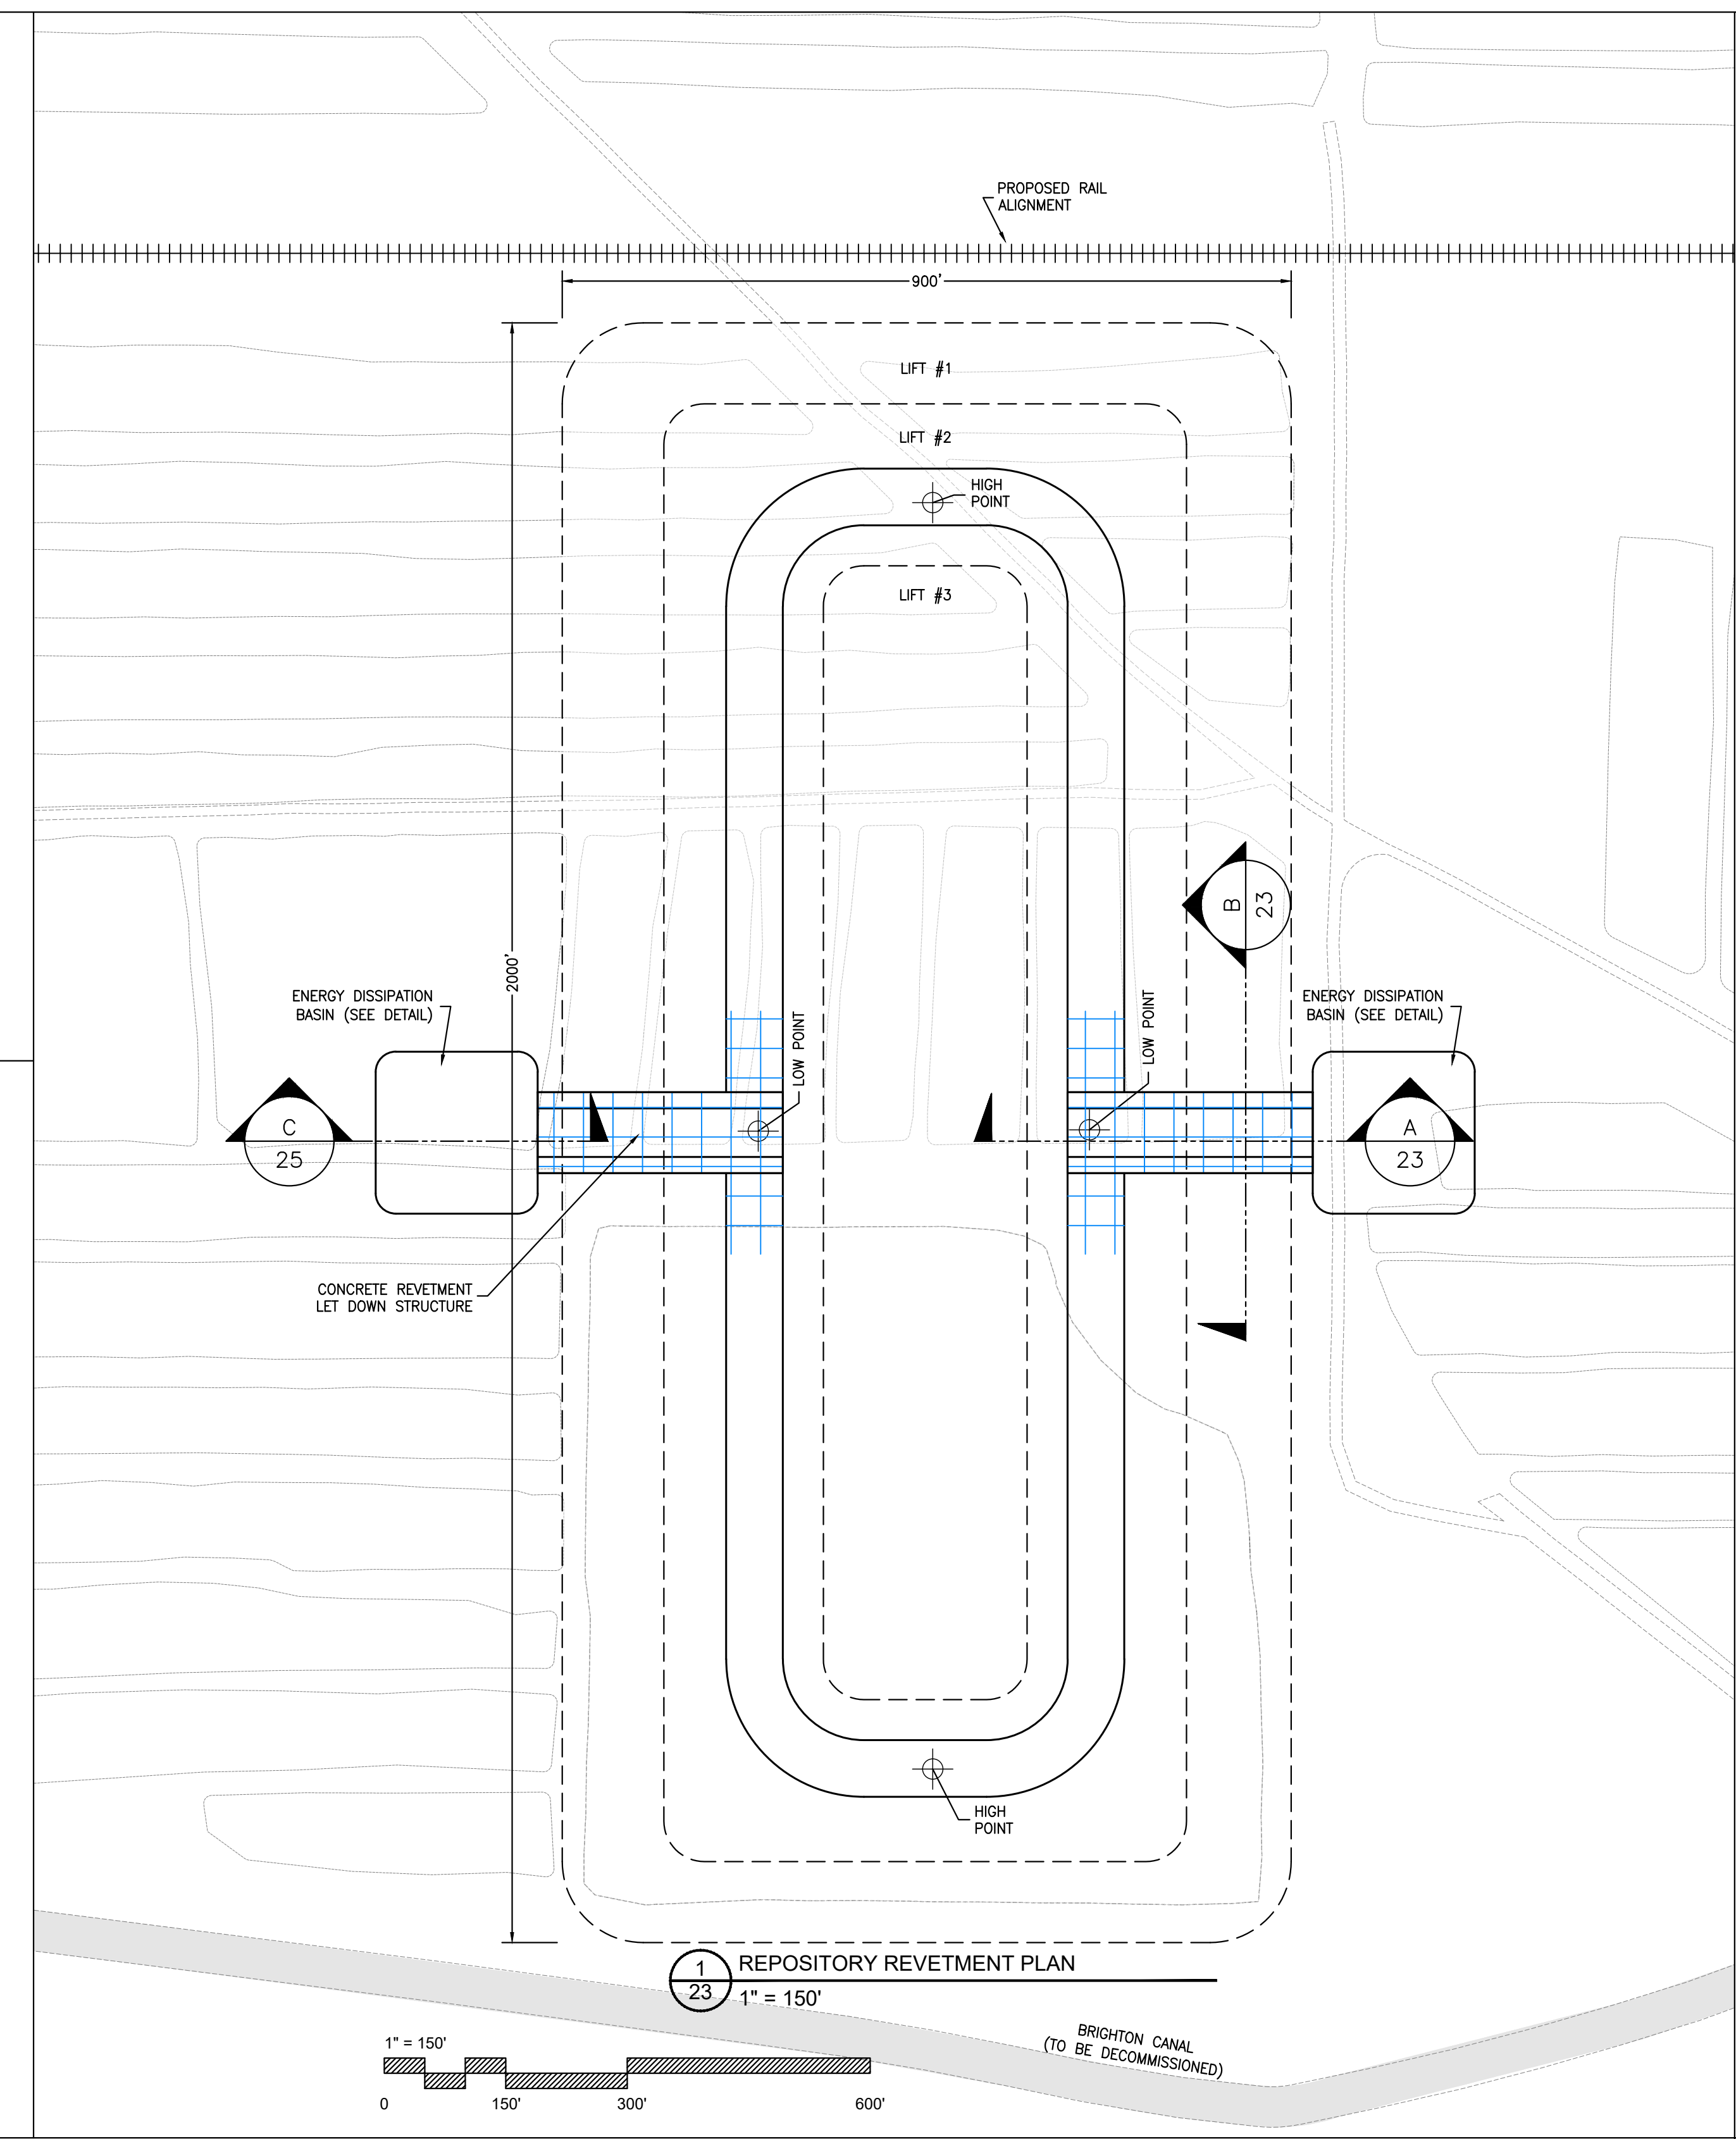 PROPOSED RAIL
ALIGNMENT
900'
LIFT #1
LIFT #2
HIGH
POINT
LIFT #3
B
23
2000'
ENERGY DISSIPATION
BASIN (SEE DETAIL)
LOW POINT
LOW POINT
ENERGY DISSIPATION
BASIN (SEE DETAIL)
C
25
A
23
CONCRETE REVETMENT
LET DOWN STRUCTURE
HIGH
POINT
1
23
REPOSITORY REVETMENT PLAN
1" = 150'
BRIGHTON CANAL
(TO BE DECOMMISSIONED)
1" = 150'
0 150' 300' 600'